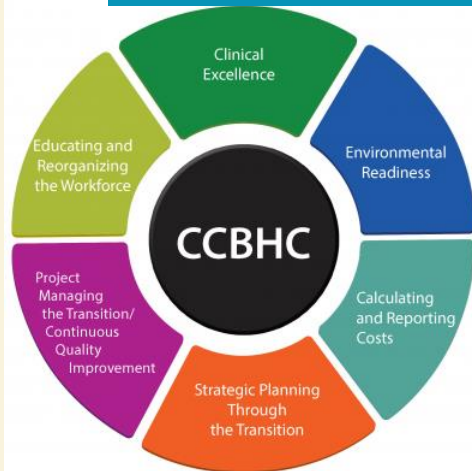 Clinical
Excellence
Environmental
Readiness
Calculating
and Reporting
Costs
Strategic Planning
Through
the Transition
Project
Managing
the Transition/
Continuous
Quality
Improvement
Educating and
Reorganizing
the Workforce
CCBHC